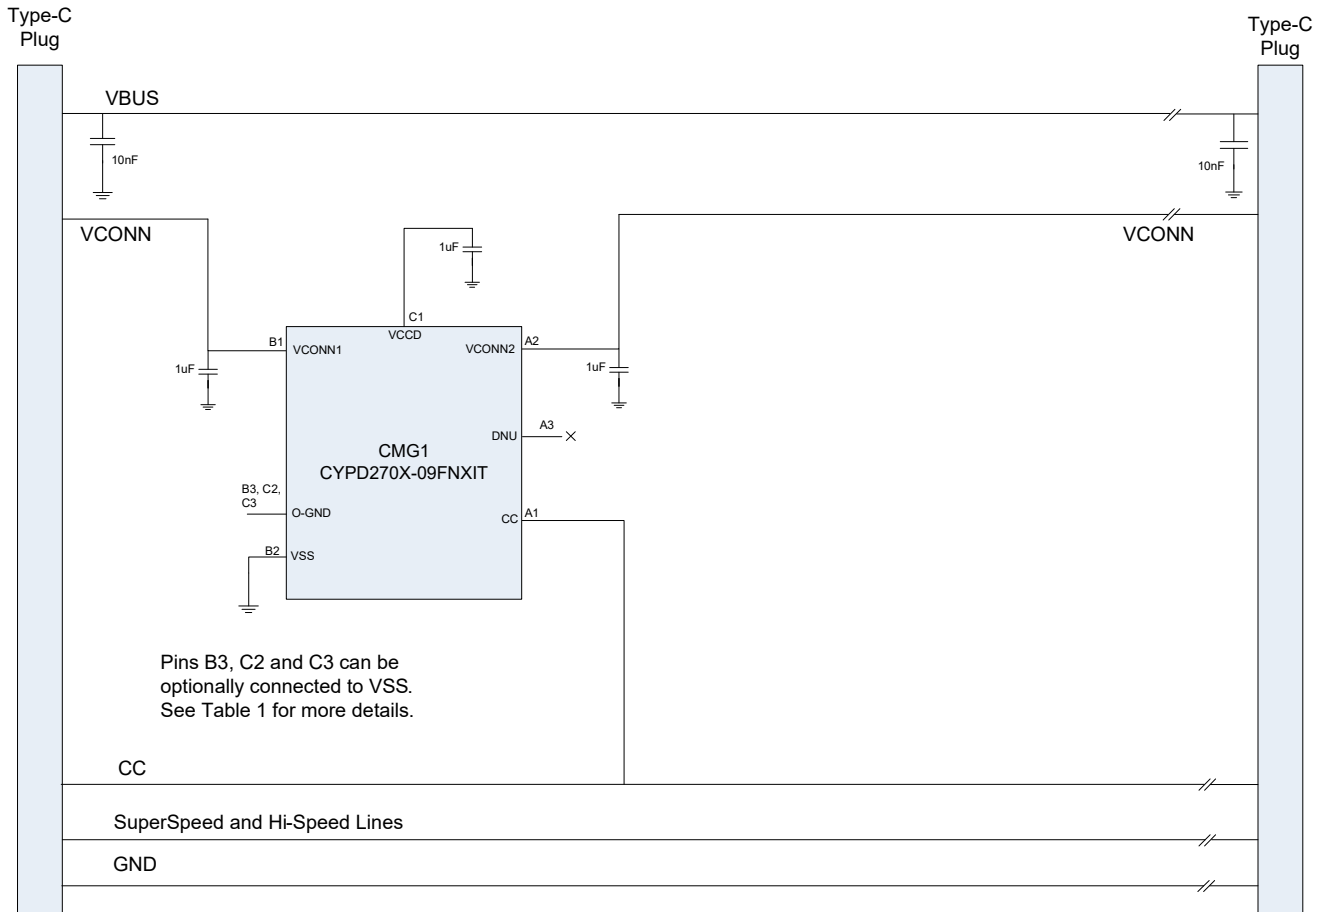 Type-C
Plug
Type-C
Plug
VBUS
10nF
10nF
VCONN
VCONN
1uF
C1
VCCD
B1
VCONN1
VCONN2
A2
1uF
1uF
A3
DNU
CMG1
CYPD270X-09FNXIT
B3, C2,
C3
O-GND
CC
A1
B2
VSS
Pins B3, C2 and C3 can be
optionally connected to VSS.
See Table 1 for more details.
CC
SuperSpeed and Hi-Speed Lines
GND